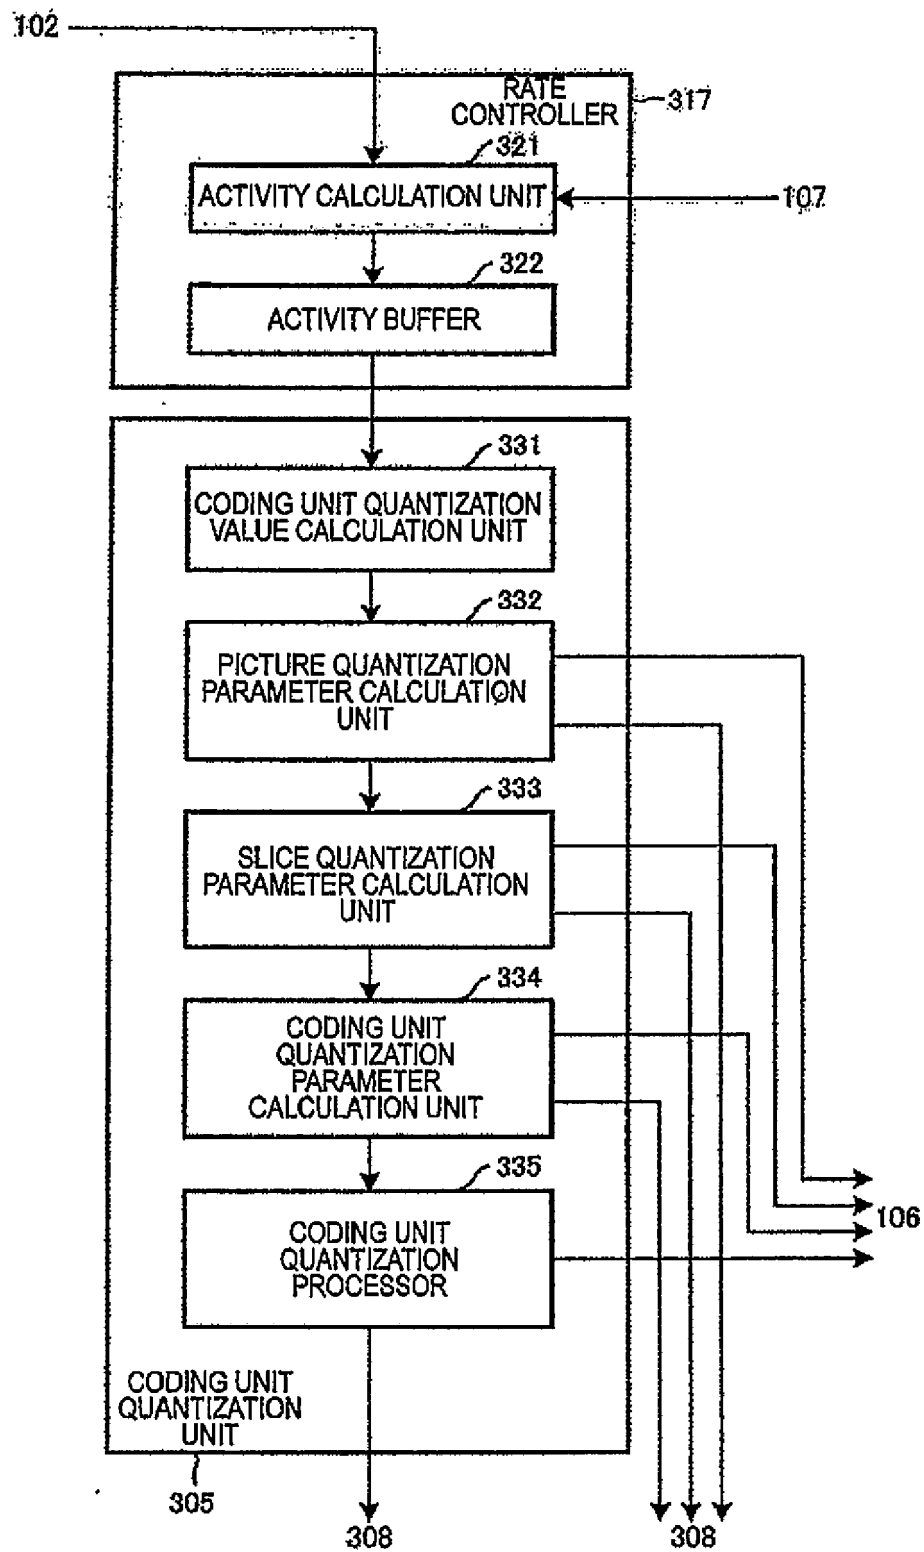 102
RATE
CONTROLLER
317
321
ACTIVITY CALCULATION UNIT
107
322
ACTIVITY BUFFER
331
CODING UNIT QUANTIZATION
VALUE CALCULATION UNIT
332
PICTURE QUANTIZATION
PARAMETER CALCULATION
UNIT
333
SLICE QUANTIZATION
PARAMETER CALCULATION
UNIT
334
CODING UNIT
QUANTIZATION
PARAMETER
CALCULATION UNIT
335
CODING UNIT
QUANTIZATION
PROCESSOR
106
CODING UNIT
QUANTIZATION
UNIT
305
308
308